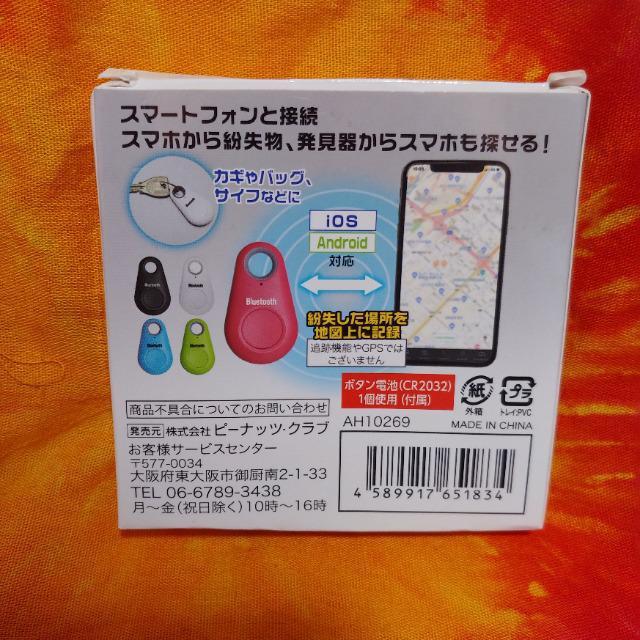 スマートフォンと接続
スマホから紛失物、発見器からスマホも探せる!
カギやバッグ、
サイフなどに
iOS
Android
対応
Bluetooth
Bluetooth
Bluetooth
Bluetooth
Bluetooth
紛失した場所を
地図上に記録
追跡機能やGPSでは
ございません
ボタン電池(CR2032)
1個使用(付属)
紙
外箱
プラ
トレイ:PVC
AH10269
MADE IN CHINA
商品不具合についてのお問い合わせ
発売元 株式会社 ピーナッツ・クラブ
お客様サービスセンター
〒577-0034
大阪府東大阪市御厨南2-1-33
TEL 06-6789-3438
月~金(祝日除く)10時~16時
4 589917 651834